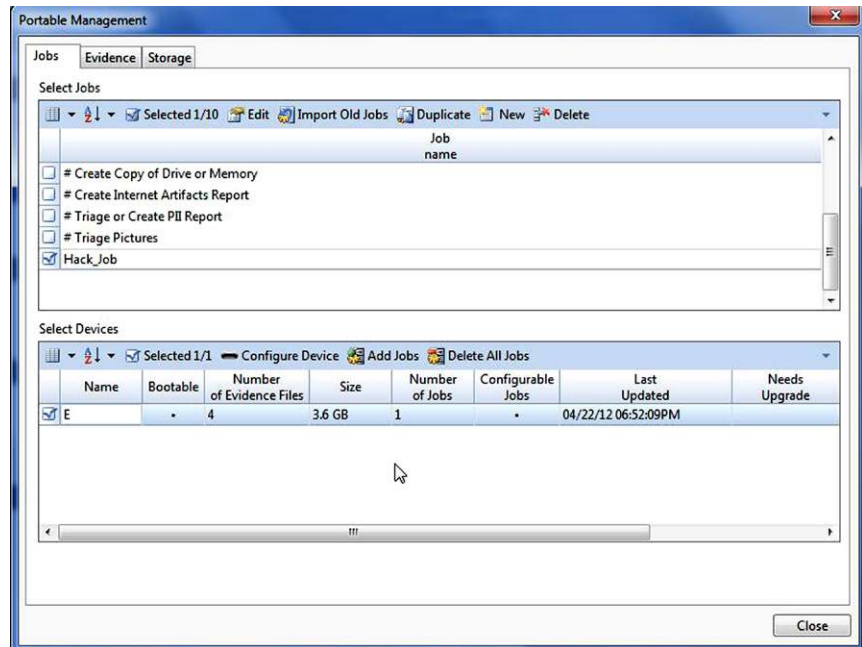 Portable Management
Jobs Evidence Storage
Select Jobs
Selected 1/10 Edit Import Old Jobs Duplicate New Delete
Job
name
# Create Copy of Drive or Memory
# Create Internet Artifacts Report
# Triage or Create PII Report
# Triage Pictures
Hack_Job
Select Devices
Selected 1/1 Configure Device Add Jobs Delete All Jobs
Name Bootable Number of Evidence Files Size Number of Jobs Configurable Jobs Last Updated Needs Upgrade
E • 4 3.6 GB 1 • 04/22/12 06:52:09PM
Close